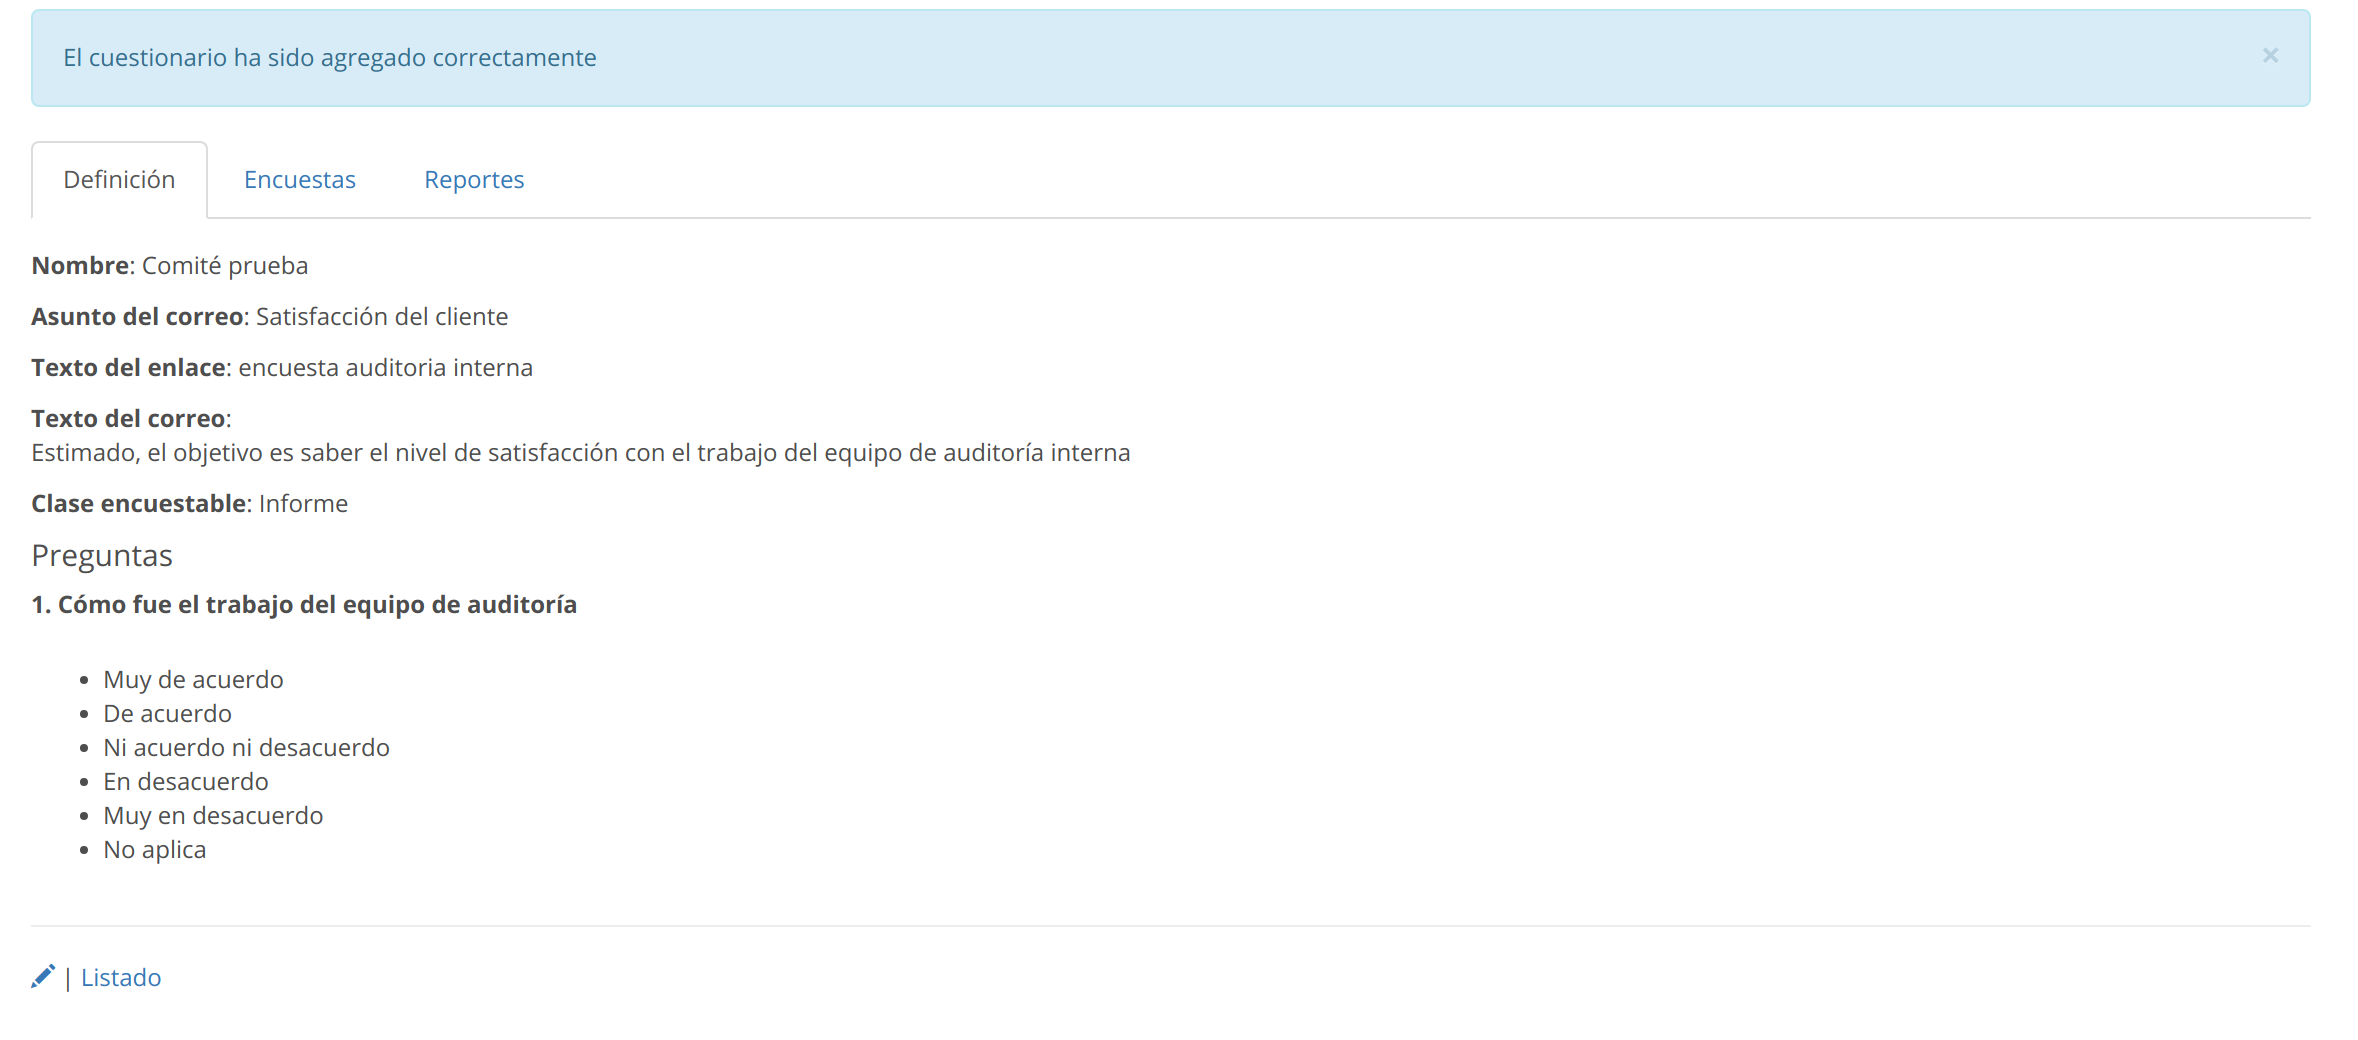 El cuestionario ha sido agregado correctamente ×
Definición Encuestas Reportes
Nombre: Comité prueba
Asunto del correo: Satisfacción del cliente
Texto del enlace: encuesta auditoria interna
Texto del correo:
Estimado, el objetivo es saber el nivel de satisfacción con el trabajo del equipo de auditoría interna
Clase encuestable: Informe
Preguntas
1. Cómo fue el trabajo del equipo de auditoría
• Muy de acuerdo
• De acuerdo
• Ni acuerdo ni desacuerdo
• En desacuerdo
• Muy en desacuerdo
• No aplica
| Listado